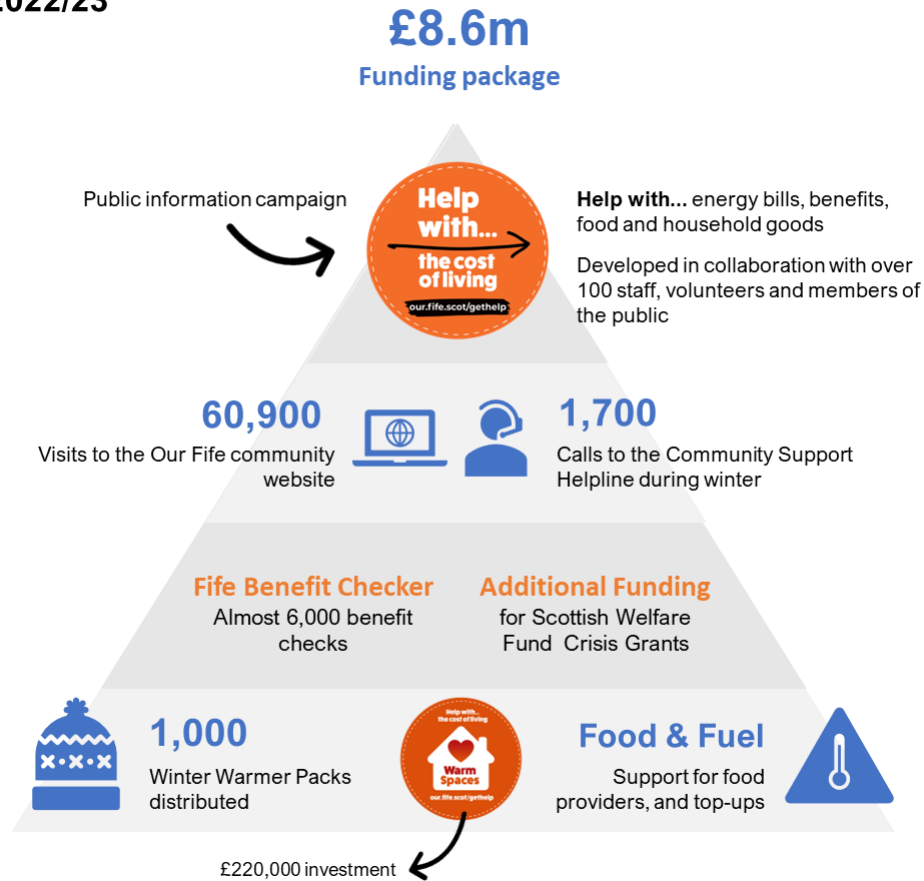 2022/23
£8.6m
Funding package
Public information campaign
Help
with...
the cost
of living
our.fife.scot/gethelp
Help with... energy bills, benefits,
food and household goods
Developed in collaboration with over
100 staff, volunteers and members of
the public
60,900
Visits to the Our Fife community
website
1,700
Calls to the Community Support
Helpline during winter
Fife Benefit Checker
Almost 6,000 benefit
checks
Additional Funding
for Scottish Welfare
Fund Crisis Grants
1,000
Winter Warmer Packs
distributed
Help with...
the cost of living
Warm
Spaces
our.fife.scot/gethelp
Food & Fuel
Support for food
providers, and top-ups
£220,000 investment